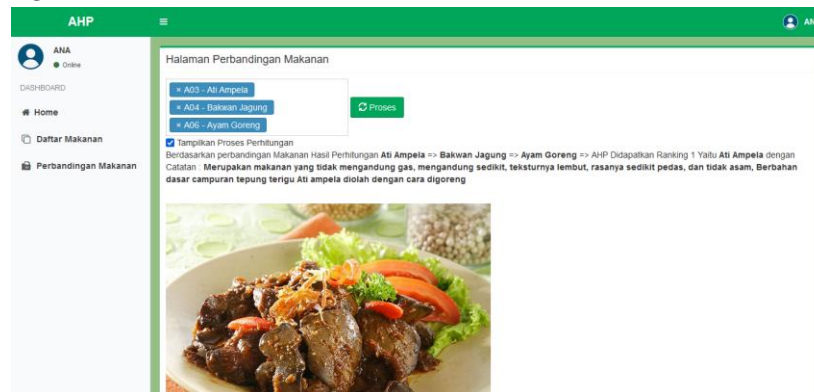 AHP
AN
ANA
Online
DASHBOARD
Home
Daftar Makanan
Perbandingan Makanan
Halaman Perbandingan Makanan
× A03 - Ati Ampela
× A04 - Bakwan Jagung
× A06 - Ayam Goreng
Proses
Tampilkan Proses Perhitungan
Berdasarkan perbandingan Makanan Hasil Perhitungan Ati Ampela => Bakwan Jagung => Ayam Goreng => AHP Didapatkan Ranking 1 Yaitu Ati Ampela dengan
Catatan : Merupakan makanan yang tidak mengandung gas, mengandung sedikit, teksturnya lembut, rasanya sedikit pedas, dan tidak asam, Berbahan
dasar campuran tepung terigu Ati ampela diolah dengan cara digoreng